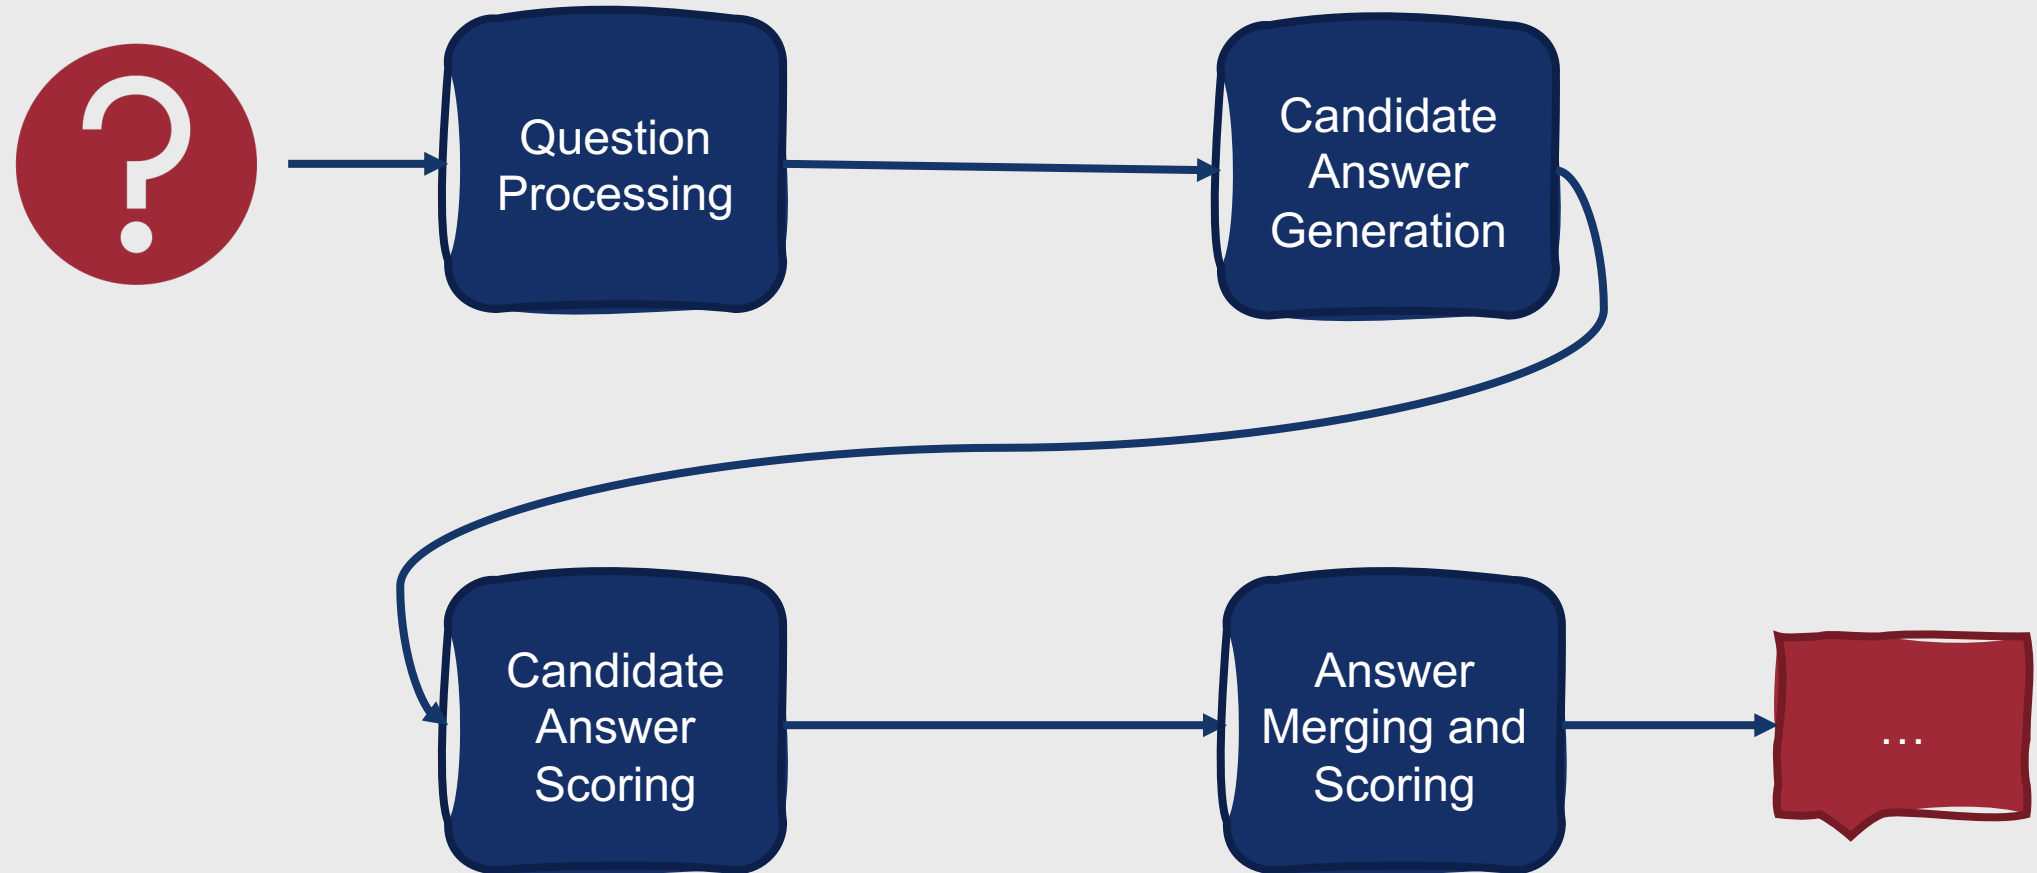 ?
Question
Processing
Candidate
Answer
Generation
Candidate
Answer
Scoring
Answer
Merging and
Scoring
...